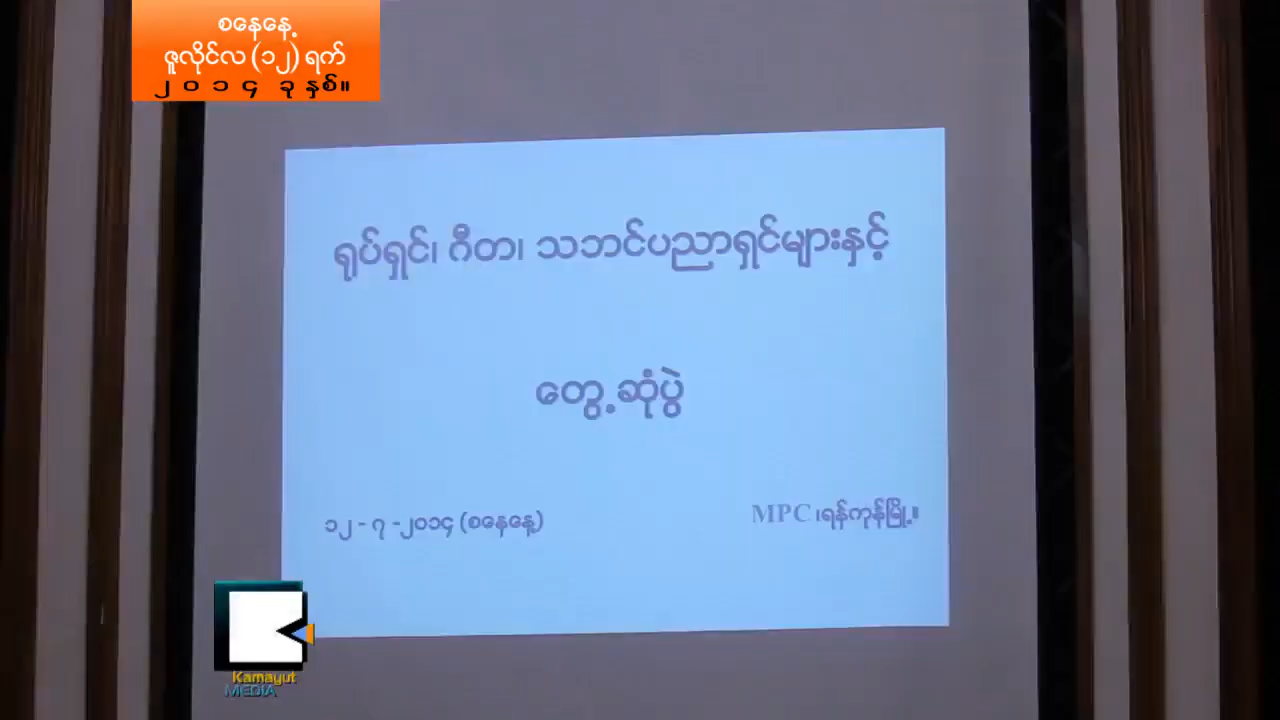 စနေနေ့
ဇူလိုင်လ (၁၂) ရက်
၂ ၀ ၁ ၄ ခု နှစ်။
ရုပ်ရှင်၊ ဂီတ၊ သဘင်ပညာရှင်များနှင့်
တွေ့ဆုံပွဲ
၁၂ - ၇ -၂၀၁၄ (စနေနေ့)
MPC ၊ရန်ကုန်မြို့။
Kamayut
MEDIA